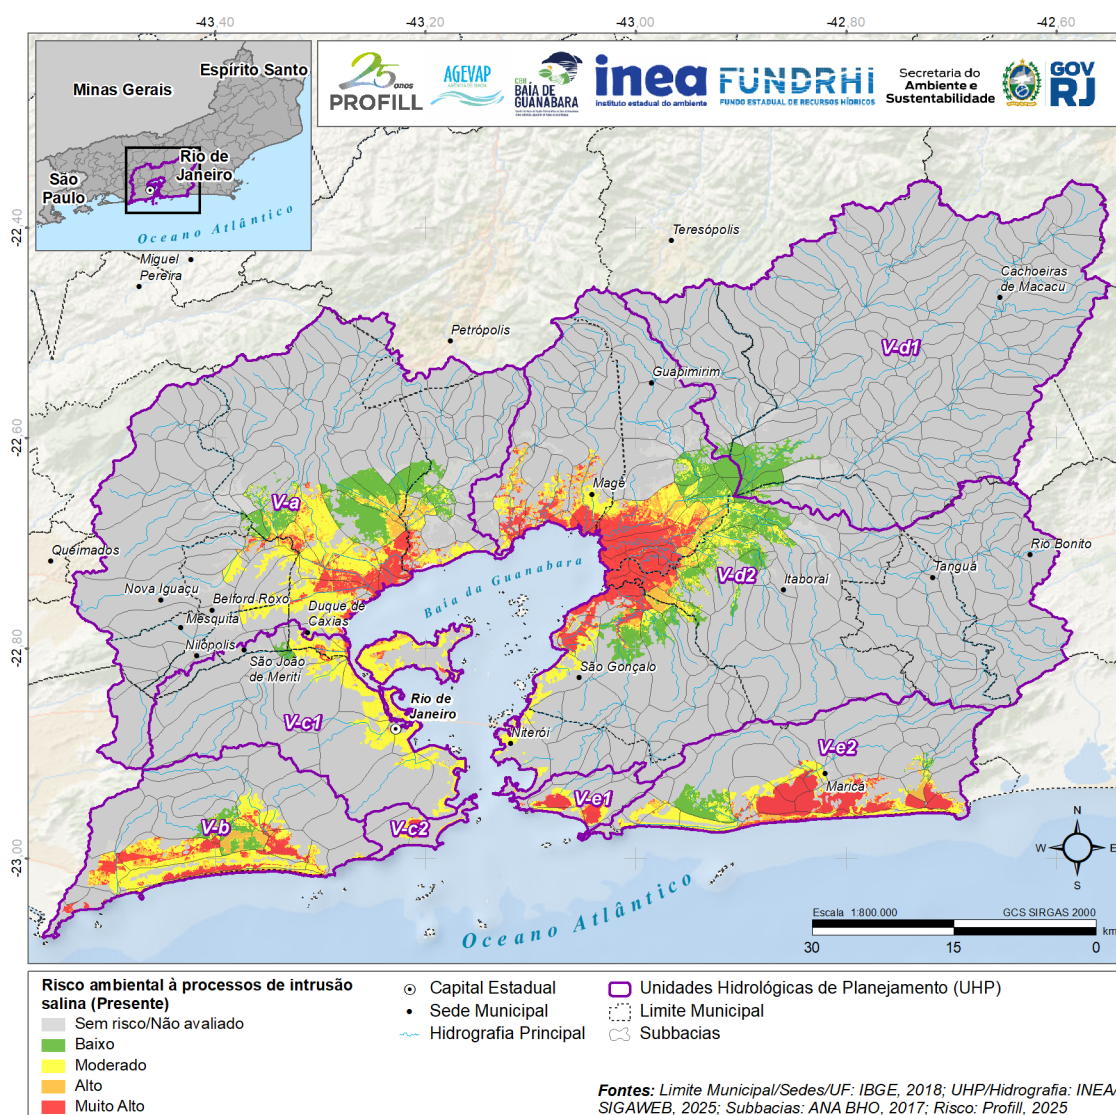 -43,40 -43,20 -43,00 -42,80 -42,60
-22,40
-22,60
-22,80
-23,00
Espírito Santo
Minas Gerais
Rio de
Janeiro
São
Paulo
Oceano Atlântico
25
anos
PROFILL
AGEVAP
CBH
BAÍA DE
GUANABARA
inea
instituto estadual do ambiente
FUNDRHI
FUNDO ESTADUAL DE RECURSOS HÍDRICOS
Secretaria do
Ambiente e
Sustentabilidade
GOV
RJ
Miguel
Pereira
Teresópolis
Cachoeiras
de Macacu
Petrópolis
V-d1
Guapimirim
Magé
V-a
Queimados
Rio Bonito
Baía da Guanabara
V-d2
Itaboraí
Tanguá
Nova Iguaçu
Belford Roxo
Duque de
Caxias
Mesquita
Nilópolis
São João
de Meriti
São Gonçalo
Rio de
Janeiro
V-c1
Niterói
V-e2
Maricá
V-e1
V-b
V-c2
Oceano Atlântico
N
W E
S
Escala 1:800.000 GCS SIRGAS 2000
km
30 15 0
Risco ambiental à processos de intrusão
salina (Presente)
Sem risco/Não avaliado
Baixo
Moderado
Alto
Muito Alto
Capital Estadual
Sede Municipal
Hidrografia Principal
Unidades Hidrológicas de Planejamento (UHP)
Limite Municipal
Subbacias
Fontes: Limite Municipal/Sedes/UF: IBGE, 2018; UHP/Hidrografia: INEA/
SIGAWEB, 2025; Subbacias: ANA BHO, 2017; Risco: Profill, 2025